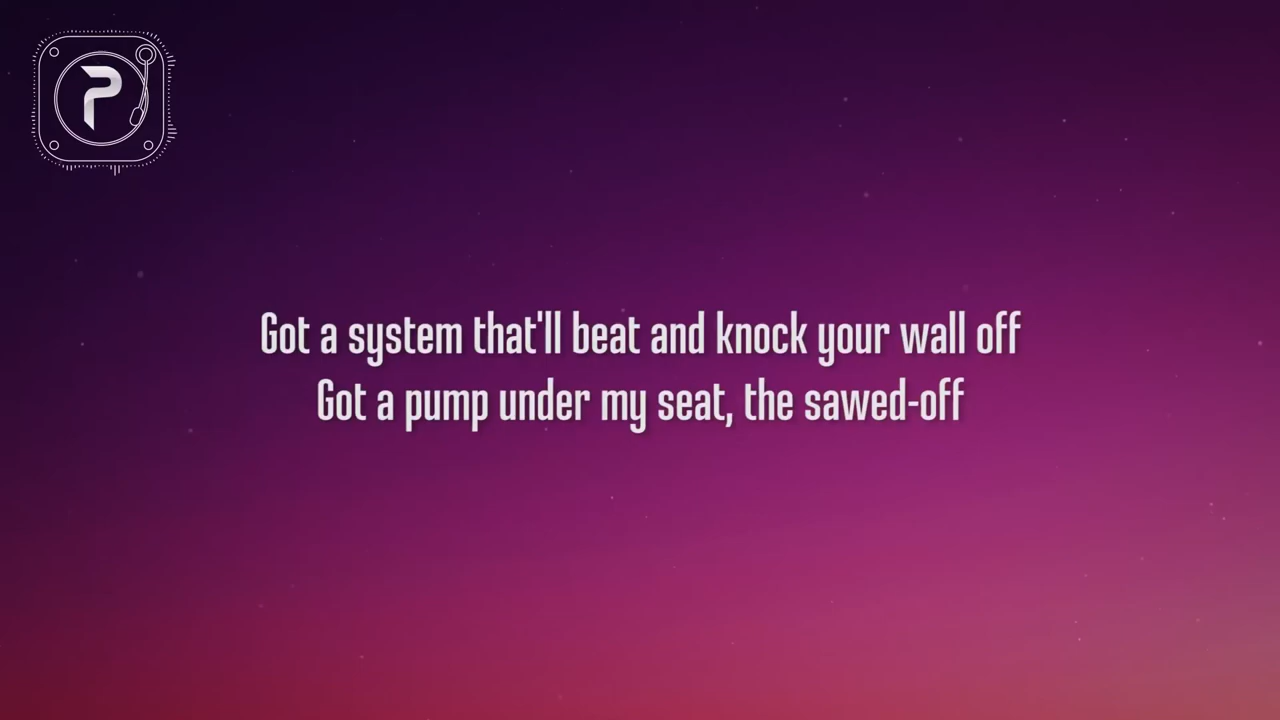 P
Got a system that'll beat and knock your wall off
Got a pump under my seat, the sawed-off